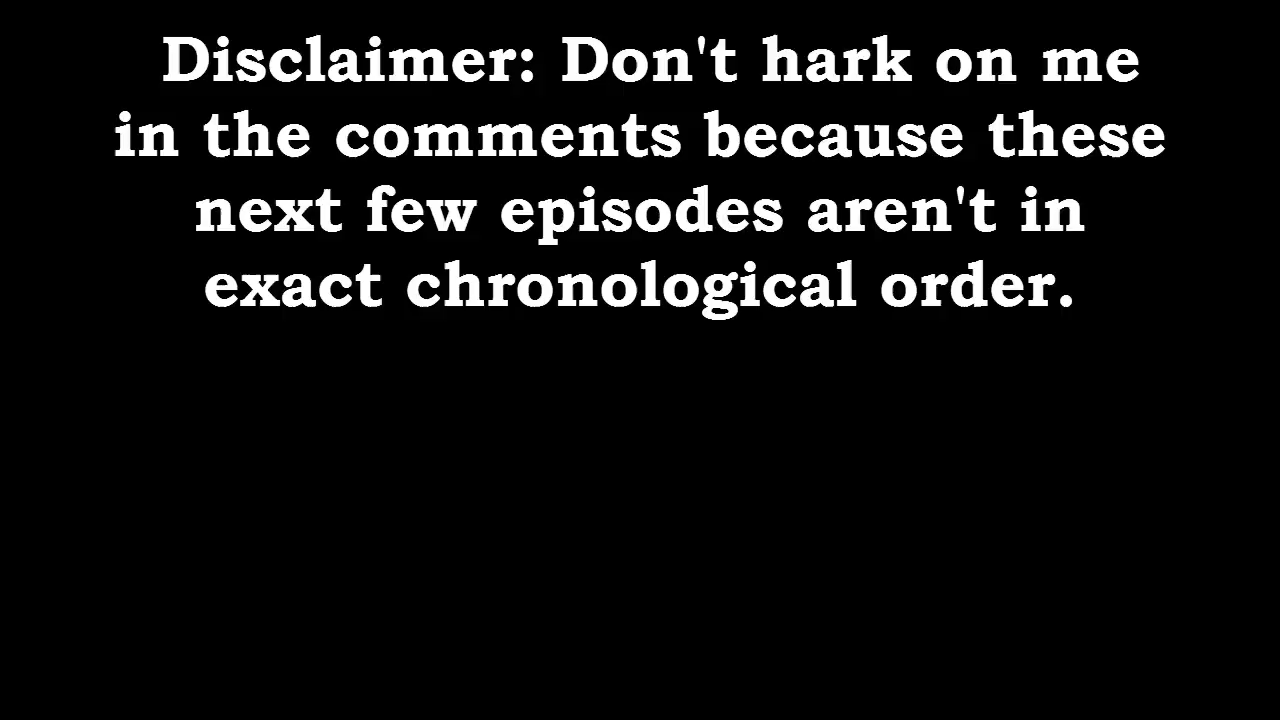 Disclaimer: Don't hark on me
in the comments because these
next few episodes aren't in
exact chronological order.